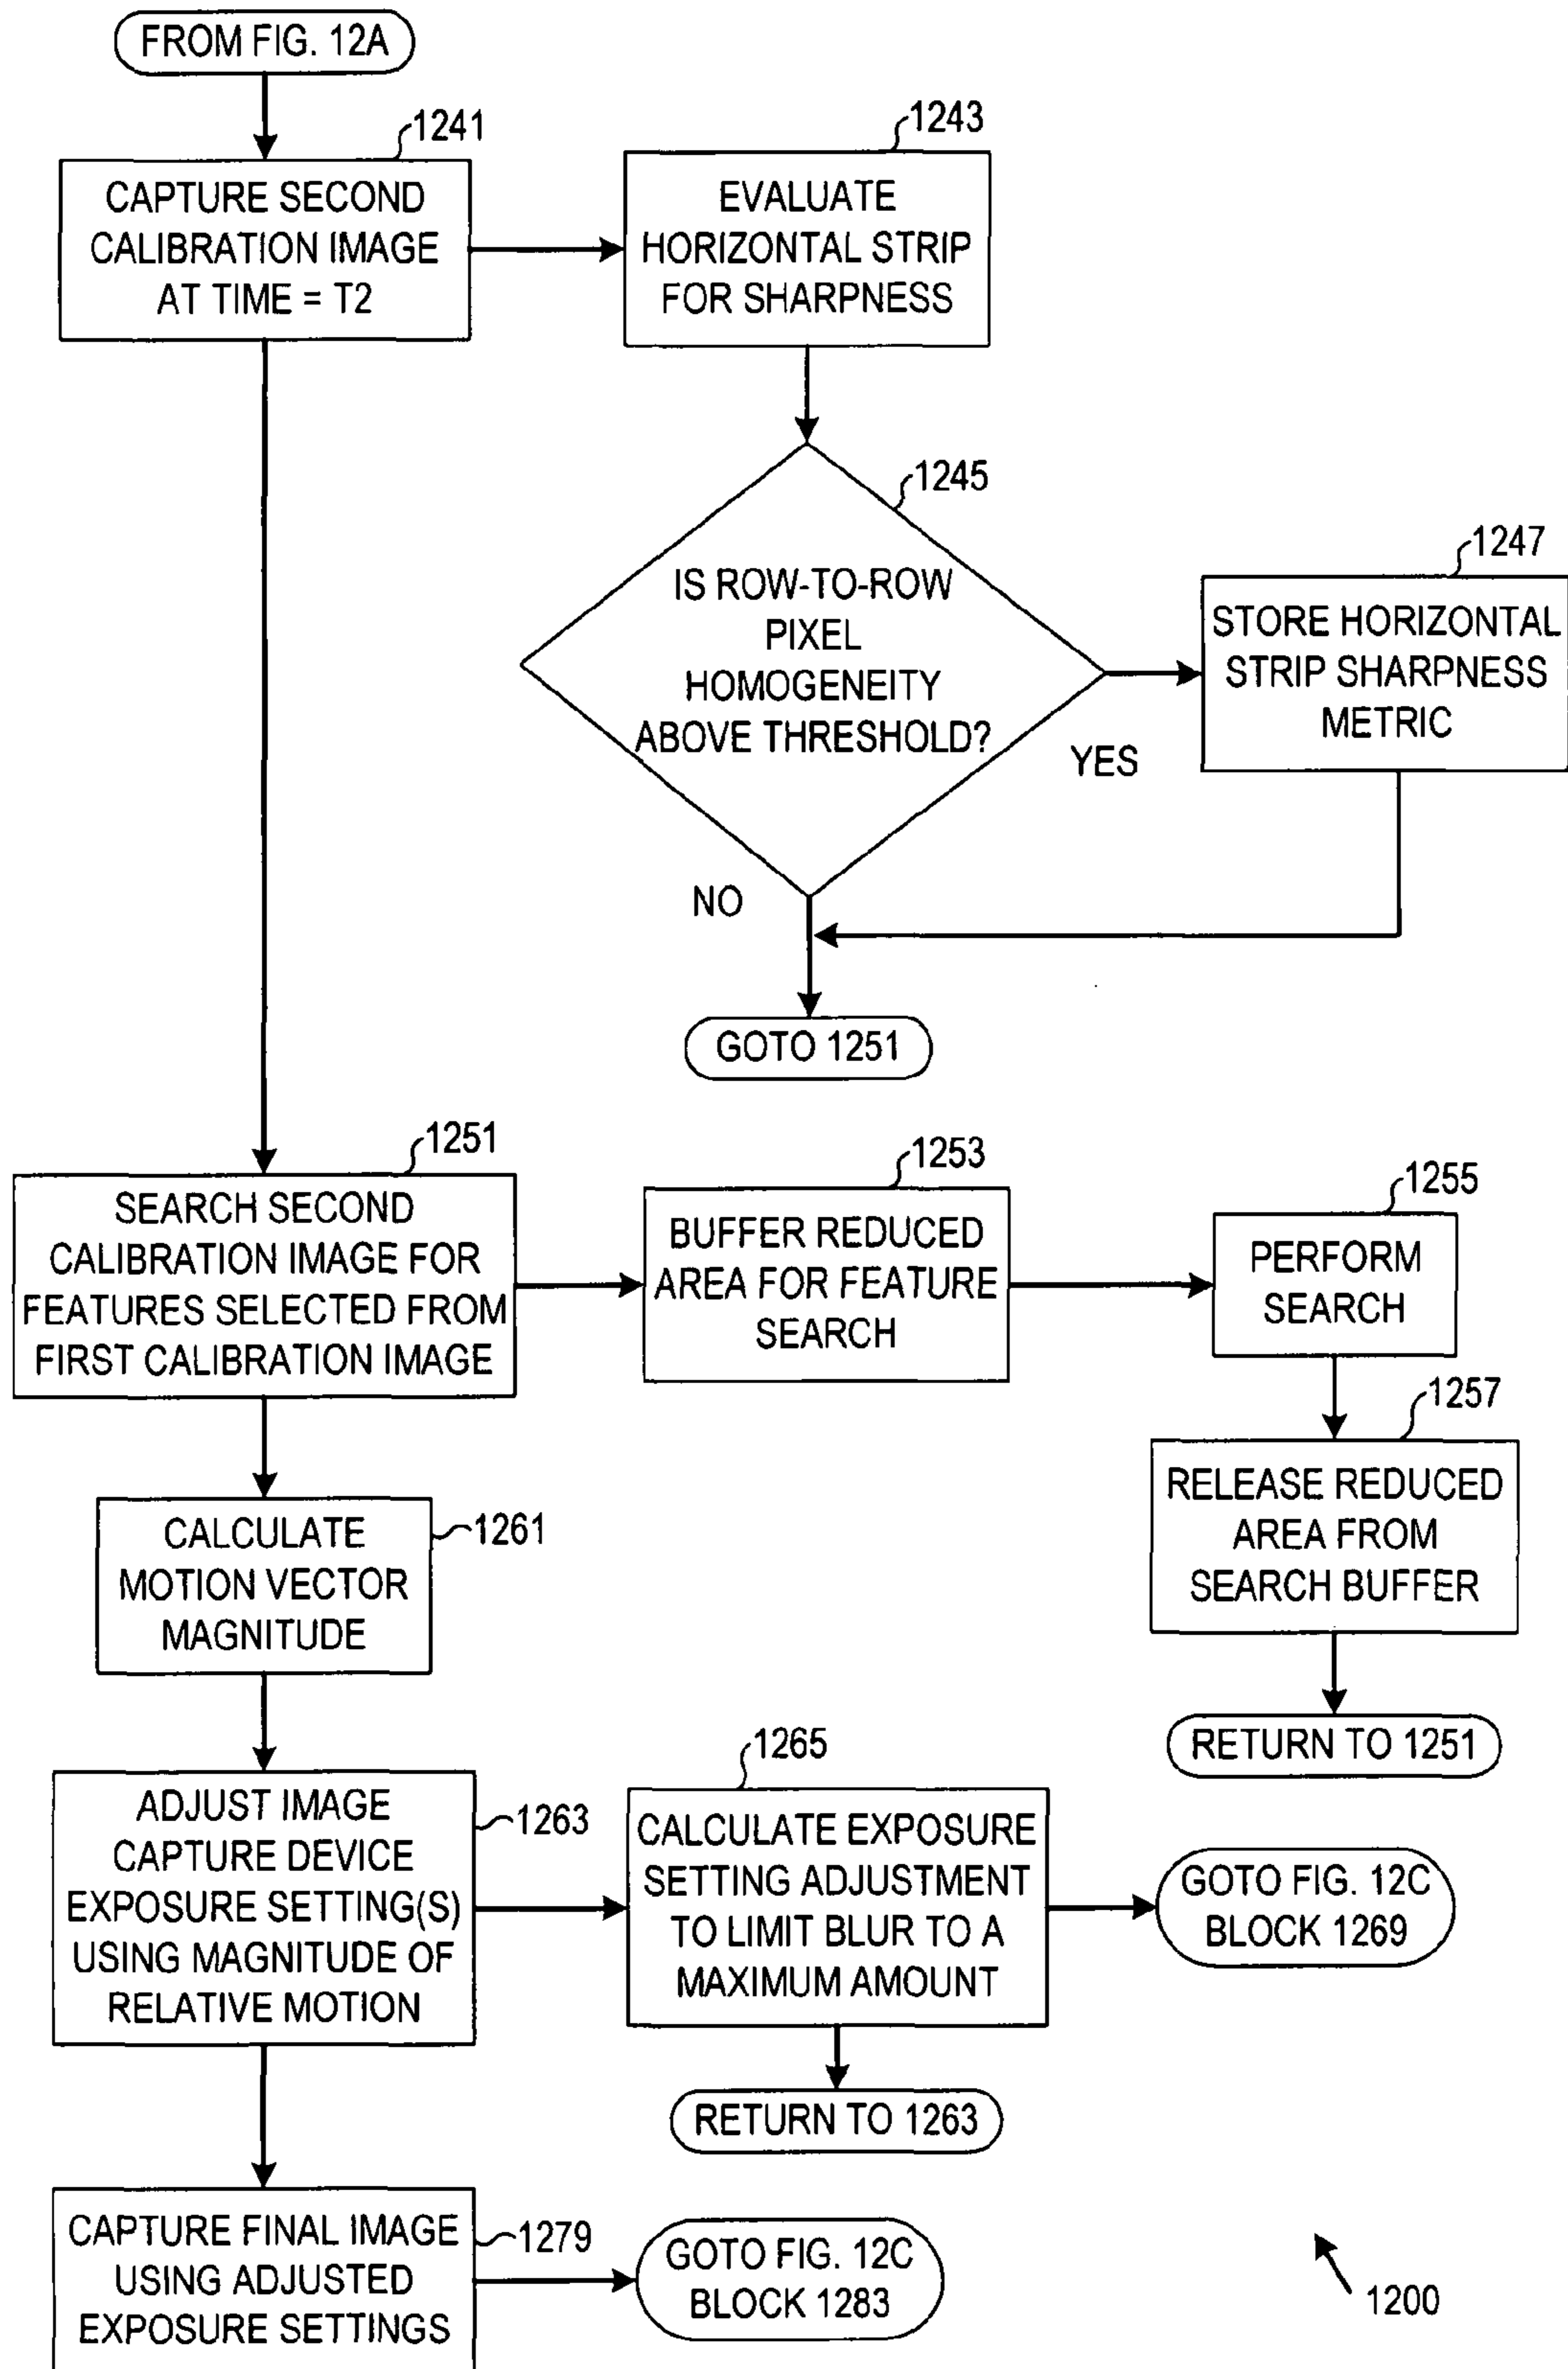 FROM FIG. 12A
1241
CAPTURE SECOND
CALIBRATION IMAGE
AT TIME = T2
1243
EVALUATE
HORIZONTAL STRIP
FOR SHARPNESS
1245
IS ROW-TO-ROW
PIXEL
HOMOGENEITY
ABOVE THRESHOLD?
YES
NO
1247
STORE HORIZONTAL
STRIP SHARPNESS
METRIC
GOTO 1251
1251
SEARCH SECOND
CALIBRATION IMAGE FOR
FEATURES SELECTED FROM
FIRST CALIBRATION IMAGE
1253
BUFFER REDUCED
AREA FOR FEATURE
SEARCH
1255
PERFORM
SEARCH
1257
RELEASE REDUCED
AREA FROM
SEARCH BUFFER
RETURN TO 1251
CALCULATE
MOTION VECTOR
MAGNITUDE
1261
ADJUST IMAGE
CAPTURE DEVICE
EXPOSURE SETTING(S)
USING MAGNITUDE OF
RELATIVE MOTION
1263
1265
CALCULATE EXPOSURE
SETTING ADJUSTMENT
TO LIMIT BLUR TO A
MAXIMUM AMOUNT
GOTO FIG. 12C
BLOCK 1269
RETURN TO 1263
CAPTURE FINAL IMAGE
USING ADJUSTED
EXPOSURE SETTINGS
1279
GOTO FIG. 12C
BLOCK 1283
1200